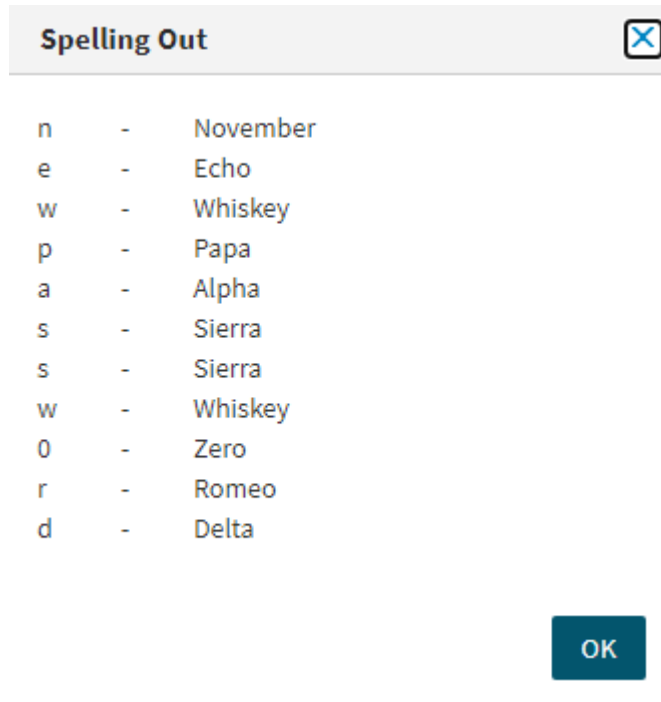 Spelling Out
n - November
e - Echo
w - Whiskey
p - Papa
a - Alpha
s - Sierra
s - Sierra
w - Whiskey
0 - Zero
r - Romeo
d - Delta
OK